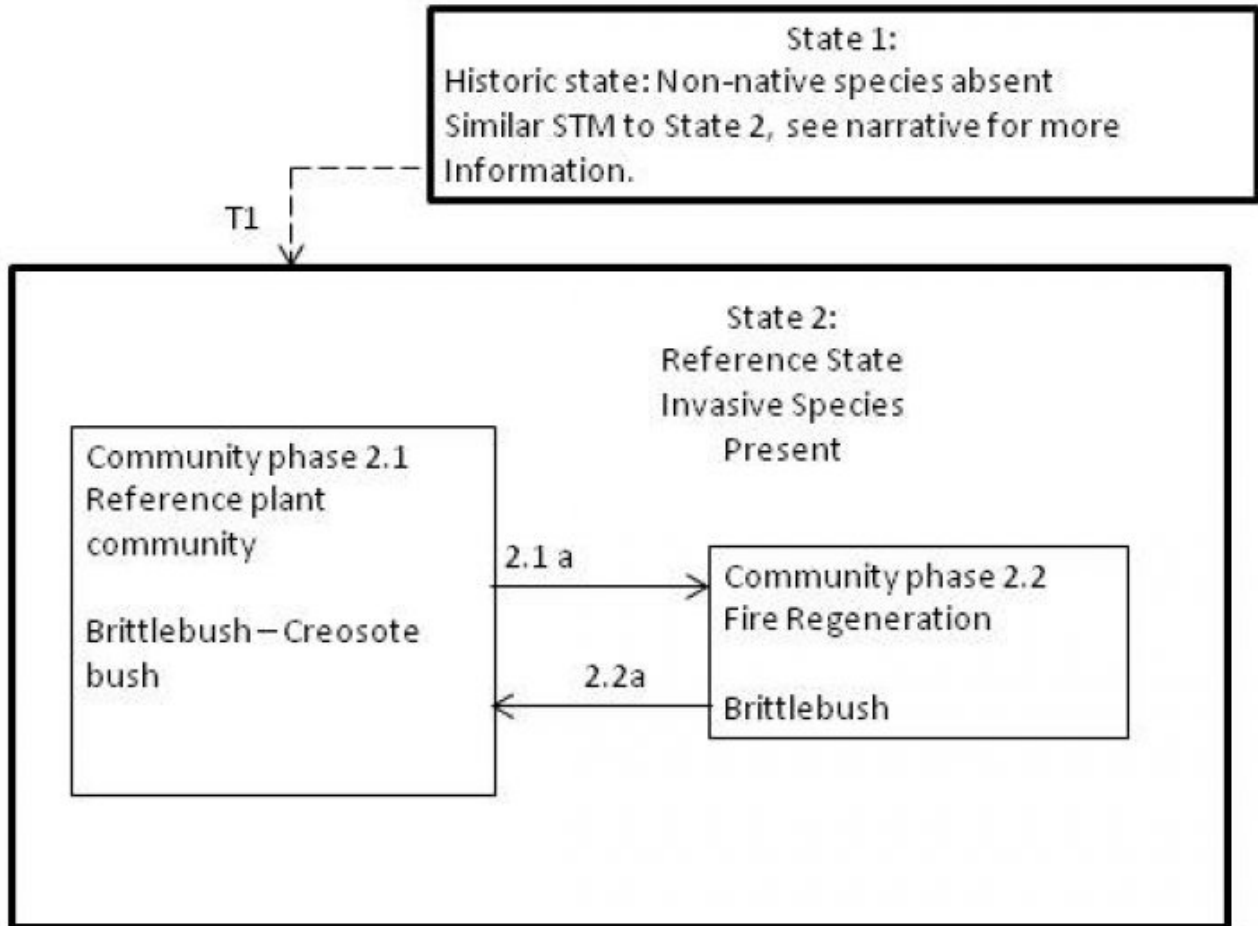 State 1:
Historic state: Non-native species absent
Similar STM to State 2, see narrative for more
Information.
T1
State 2:
Reference State
Invasive Species
Present
Community phase 2.1
Reference plant
community
Brittlebush – Creosote
bush
2.1 a
2.2a
Community phase 2.2
Fire Regeneration
Brittlebush